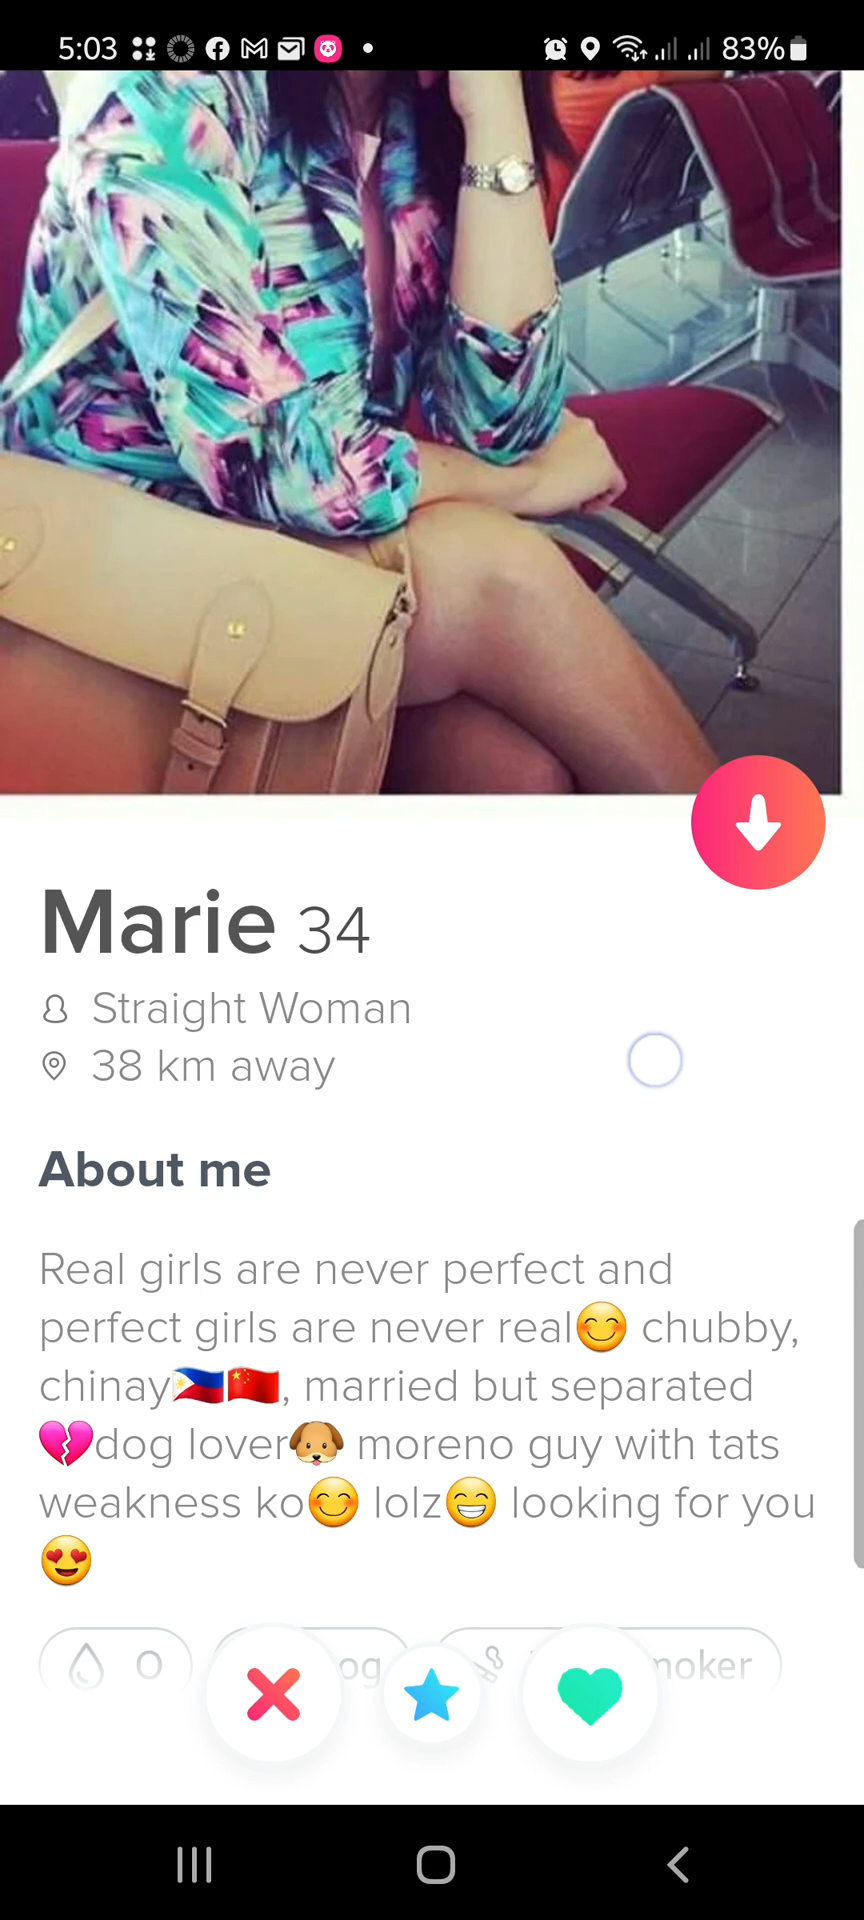 5:03 83%
Marie 34
Straight Woman
38 km away
About me
Real girls are never perfect and
perfect girls are never real😊 chubby,
chinay🇵🇭🇨🇳, married but separated
💔dog lover🐶 moreno guy with tats
weakness ko😊 lolz😁 looking for you
😍
O